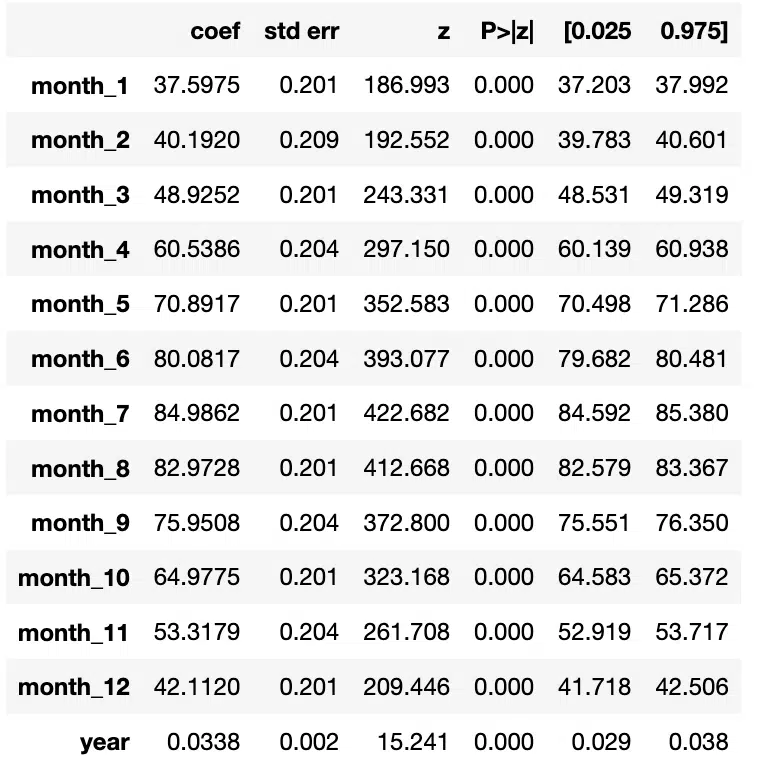 coef std err z P>|z| [0.025 0.975]
month_1 37.5975 0.201 186.993 0.000 37.203 37.992
month_2 40.1920 0.209 192.552 0.000 39.783 40.601
month_3 48.9252 0.201 243.331 0.000 48.531 49.319
month_4 60.5386 0.204 297.150 0.000 60.139 60.938
month_5 70.8917 0.201 352.583 0.000 70.498 71.286
month_6 80.0817 0.204 393.077 0.000 79.682 80.481
month_7 84.9862 0.201 422.682 0.000 84.592 85.380
month_8 82.9728 0.201 412.668 0.000 82.579 83.367
month_9 75.9508 0.204 372.800 0.000 75.551 76.350
month_10 64.9775 0.201 323.168 0.000 64.583 65.372
month_11 53.3179 0.204 261.708 0.000 52.919 53.717
month_12 42.1120 0.201 209.446 0.000 41.718 42.506
year 0.0338 0.002 15.241 0.000 0.029 0.038